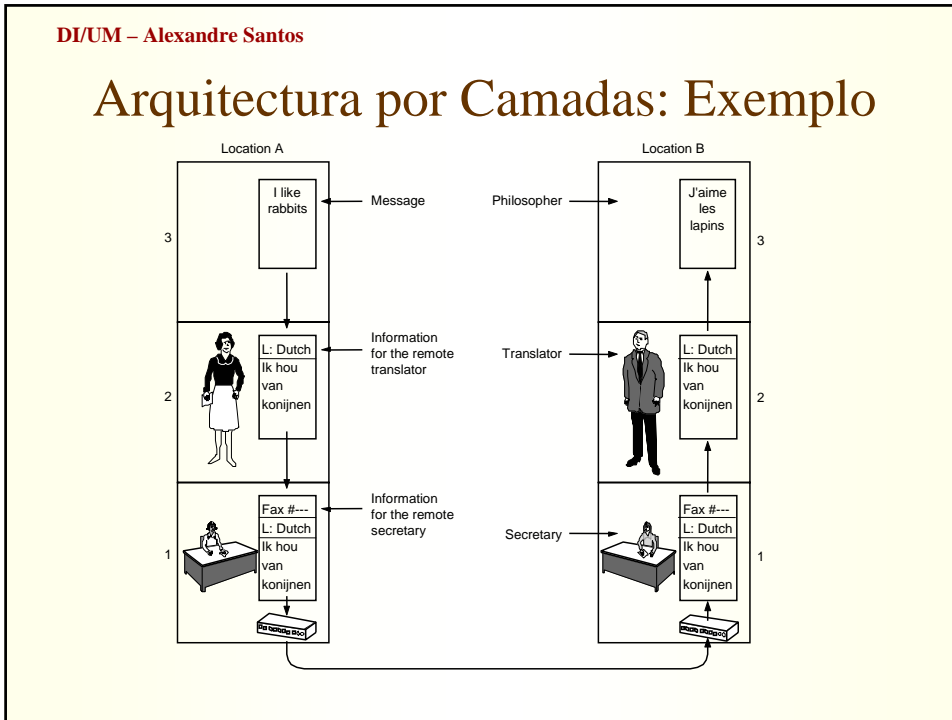 DI/UM – Alexandre Santos
Arquitectura por Camadas: Exemplo
Location A
Location B
I like
rabbits
Message
Philosopher
J'aime
les
lapins
3
3
Information
for the remote
translator
L: Dutch
Ik hou
van
konijnen
Translator
L: Dutch
Ik hou
van
konijnen
2
2
Information
for the remote
secretary
Fax #---
L: Dutch
Ik hou
van
konijnen
Secretary
Fax #---
L: Dutch
Ik hou
van
konijnen
1
1